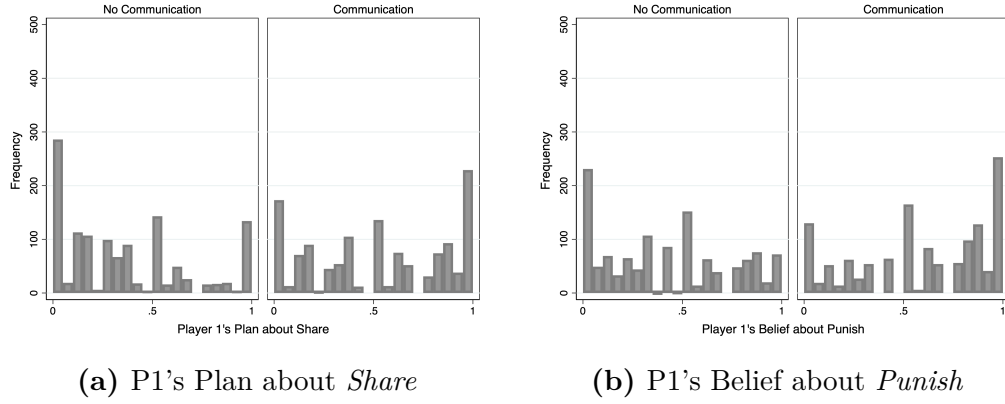 No Communication
Communication
500
400
300
200
100
0
Frequency
0 .5 1 0 .5 1
Player 1's Plan about Share
(a) P1's Plan about Share
No Communication
Communication
500
400
300
200
100
0
Frequency
0 .5 1 0 .5 1
Player 1's Belief about Punish
(b) P1's Belief about Punish